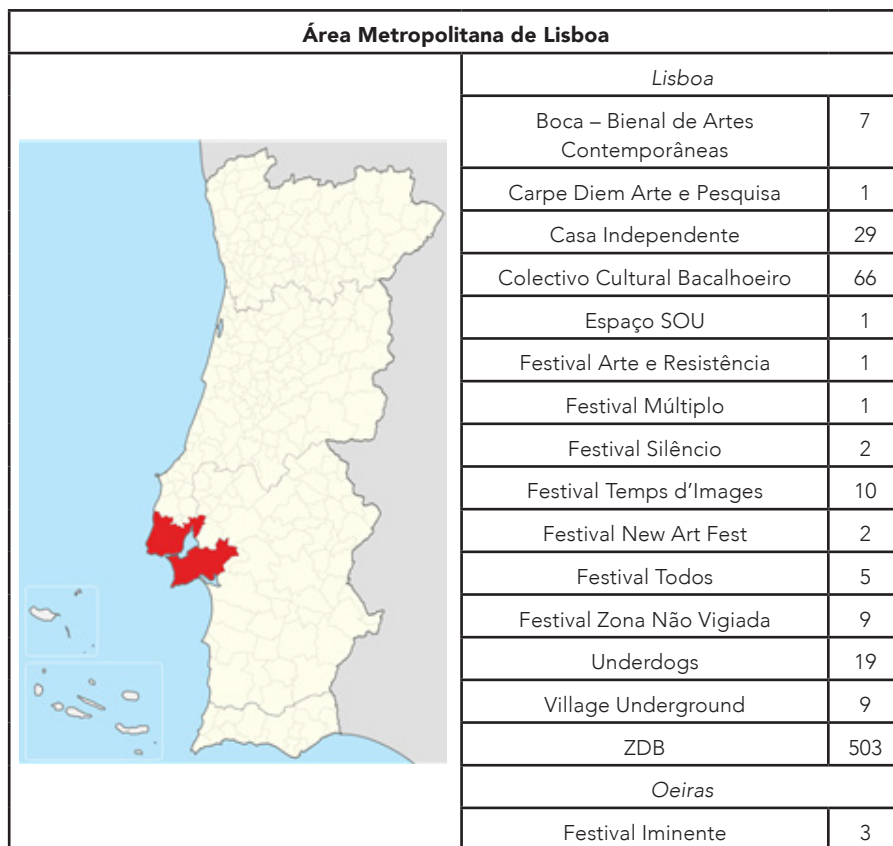 Área Metropolitana de Lisboa
Lisboa
Boca – Bienal de Artes
Contemporâneas 7
Carpe Diem Arte e Pesquisa 1
Casa Independente 29
Colectivo Cultural Bacalhoeiro 66
Espaço SOU 1
Festival Arte e Resistência 1
Festival Múltiplo 1
Festival Silêncio 2
Festival Temps d’Images 10
Festival New Art Fest 2
Festival Todos 5
Festival Zona Não Vigiada 9
Underdogs 19
Village Underground 9
ZDB 503
Oeiras
Festival Iminente 3